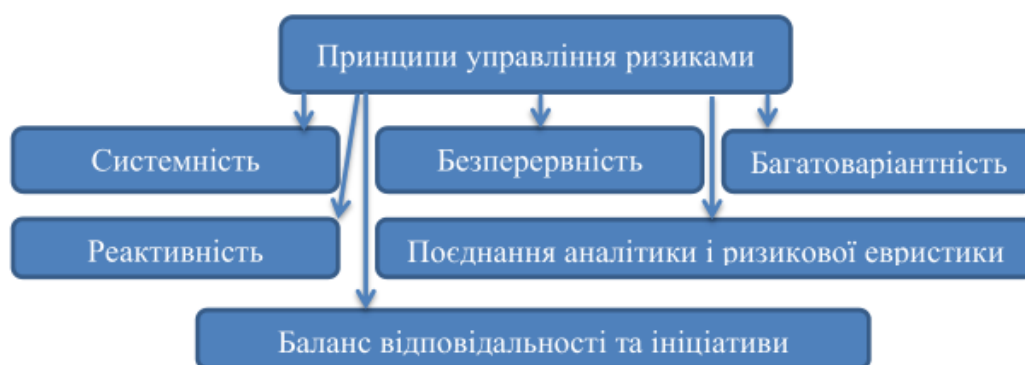 Принципи управління ризиками
Системність
Безперервність
Багатоваріантність
Реактивність
Поєднання аналітики і ризикової евристики
Баланс відповідальності та ініціативи